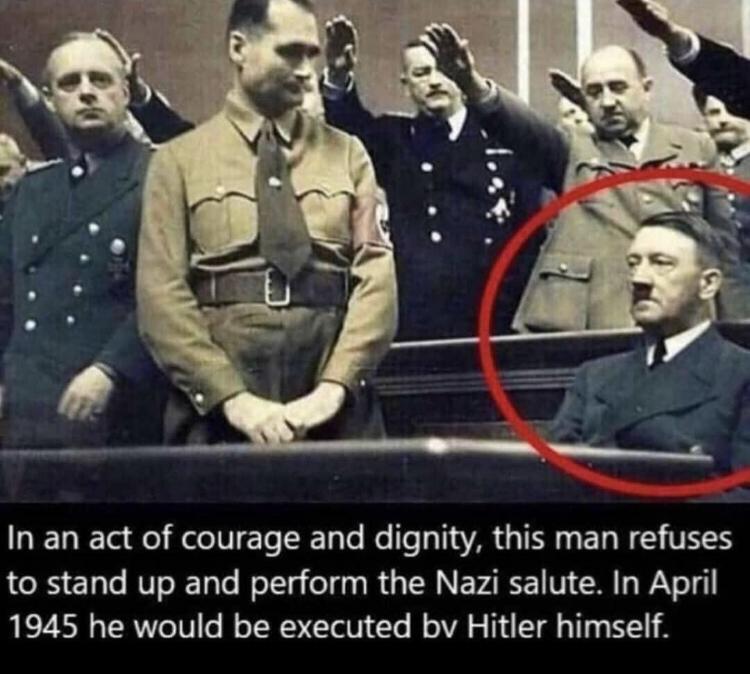 In an act of courage and dignity, this man refuses
to stand up and perform the Nazi salute. In April
1945 he would be executed by Hitler himself.